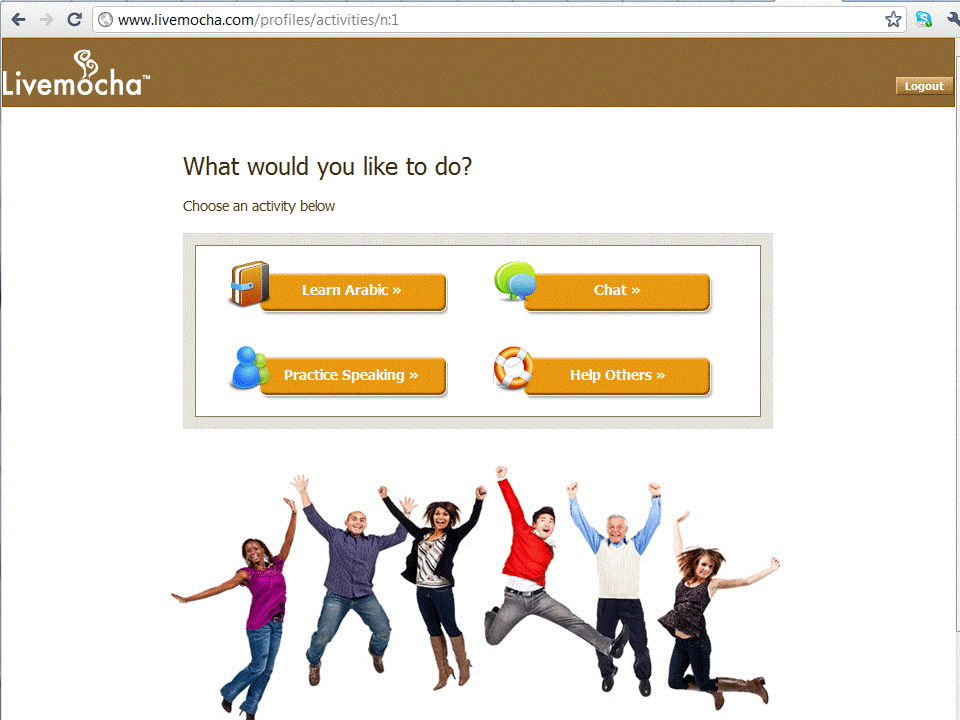 www.livemocha.com/profiles/activities/n:1
Livemocha™
Logout
What would you like to do?
Choose an activity below
Learn Arabic »
Chat »
Practice Speaking »
Help Others »